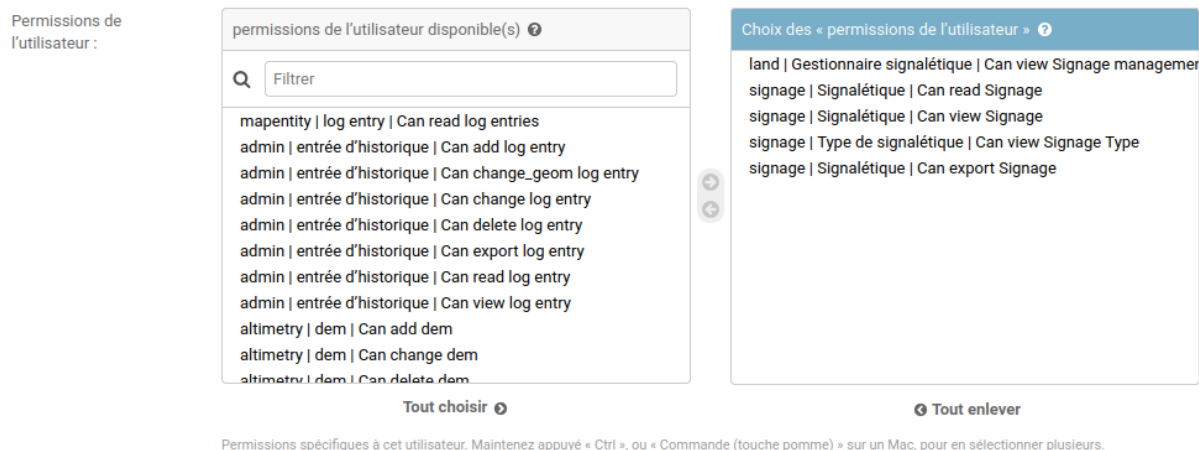 Permissions de
l’utilisateur :
permissions de l’utilisateur disponible(s)
Filtrer
mapentity | log entry | Can read log entries
admin | entrée d’historique | Can add log entry
admin | entrée d’historique | Can change_geom log entry
admin | entrée d’historique | Can change log entry
admin | entrée d’historique | Can delete log entry
admin | entrée d’historique | Can export log entry
admin | entrée d’historique | Can read log entry
admin | entrée d’historique | Can view log entry
altimetry | dem | Can add dem
altimetry | dem | Can change dem
altimetry | dem | Can delete dem
Tout choisir
Choix des « permissions de l’utilisateur »
land | Gestionnaire signalétique | Can view Signage
signage | Signalétique | Can read Signage
signage | Signalétique | Can view Signage
signage | Type de signalétique | Can view Signage Type
signage | Signalétique | Can export Signage
Tout enlever
Permissions spécifiques à cet utilisateur. Maintenez appuyé « Ctrl », ou « Commande (touche pomme) » sur un Mac, pour en sélectionner plusieurs.